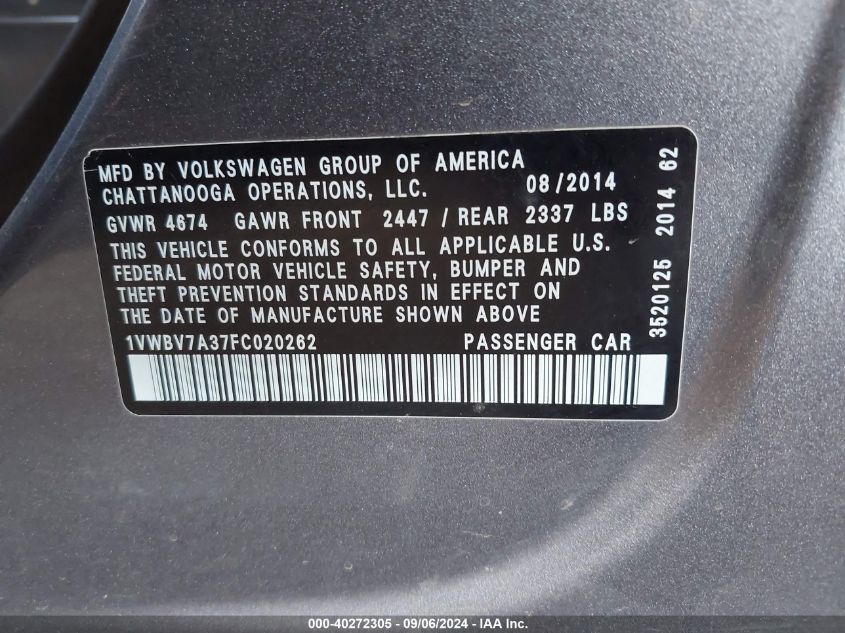 MFD BY VOLKSWAGEN GROUP OF AMERICA
CHATTANOOGA OPERATIONS, LLC. 08/2014
GVWR 4674 GAWR FRONT 2447 / REAR 2337 LBS
THIS VEHICLE CONFORMS TO ALL APPLICABLE U.S.
FEDERAL MOTOR VEHICLE SAFETY, BUMPER AND
THEFT PREVENTION STANDARDS IN EFFECT ON
THE DATE OF MANUFACTURE SHOWN ABOVE
1VWBV7A37FC020262 PASSENGER CAR
3520125 2014 62
000-40272305 - 09/06/2024 - IAA, Inc.